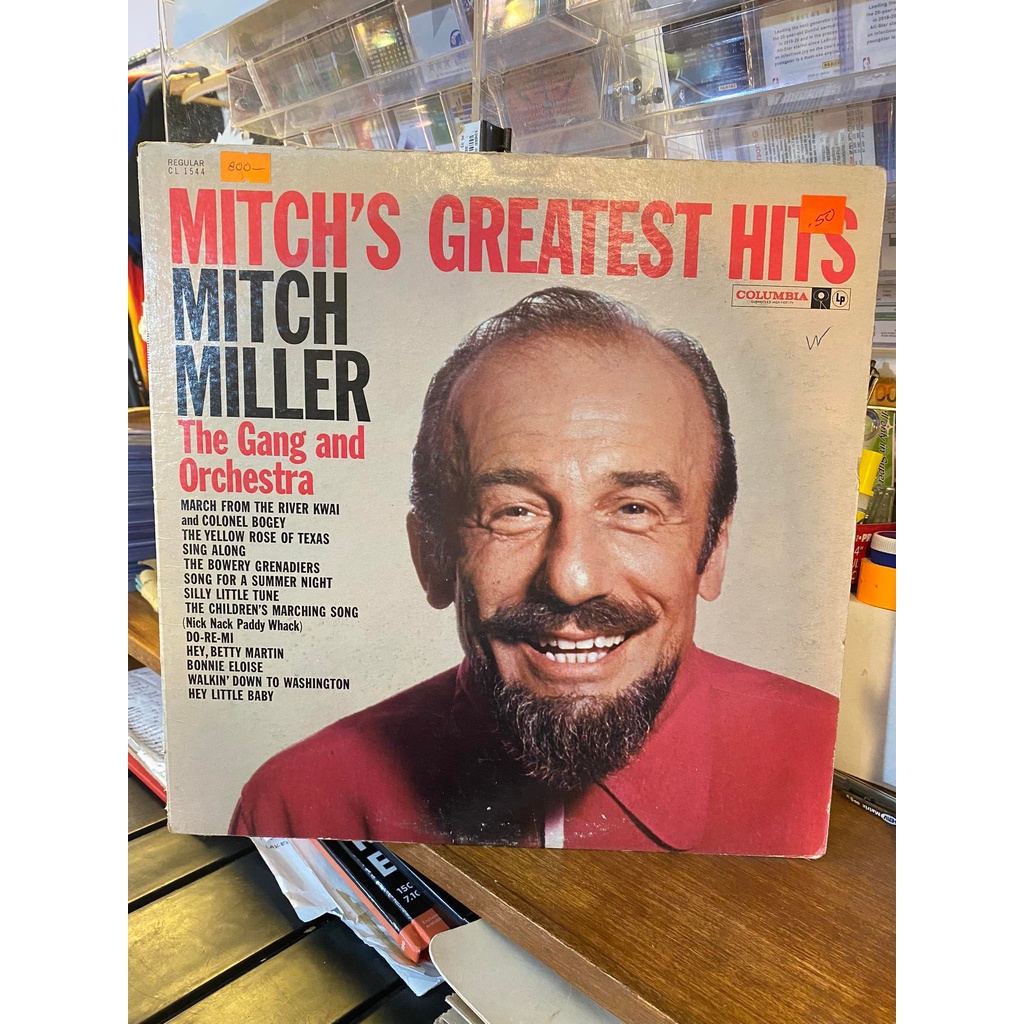 REGULAR
CL 1544
800—
MITCH'S GREATEST HITS
.50
COLUMBIA
LP
MITCH
MILLER
The Gang and
Orchestra
MARCH FROM THE RIVER KWAI
and COLONEL BOGEY
THE YELLOW ROSE OF TEXAS
SING ALONG
THE BOWERY GRENADIERS
SONG FOR A SUMMER NIGHT
SILLY LITTLE TUNE
THE CHILDREN'S MARCHING SONG
(Nick Nack Paddy Whack)
DO-RE-MI
HEY, BETTY MARTIN
BONNIE ELOISE
WALKIN' DOWN TO WASHINGTON
HEY LITTLE BABY
15C
7.1C